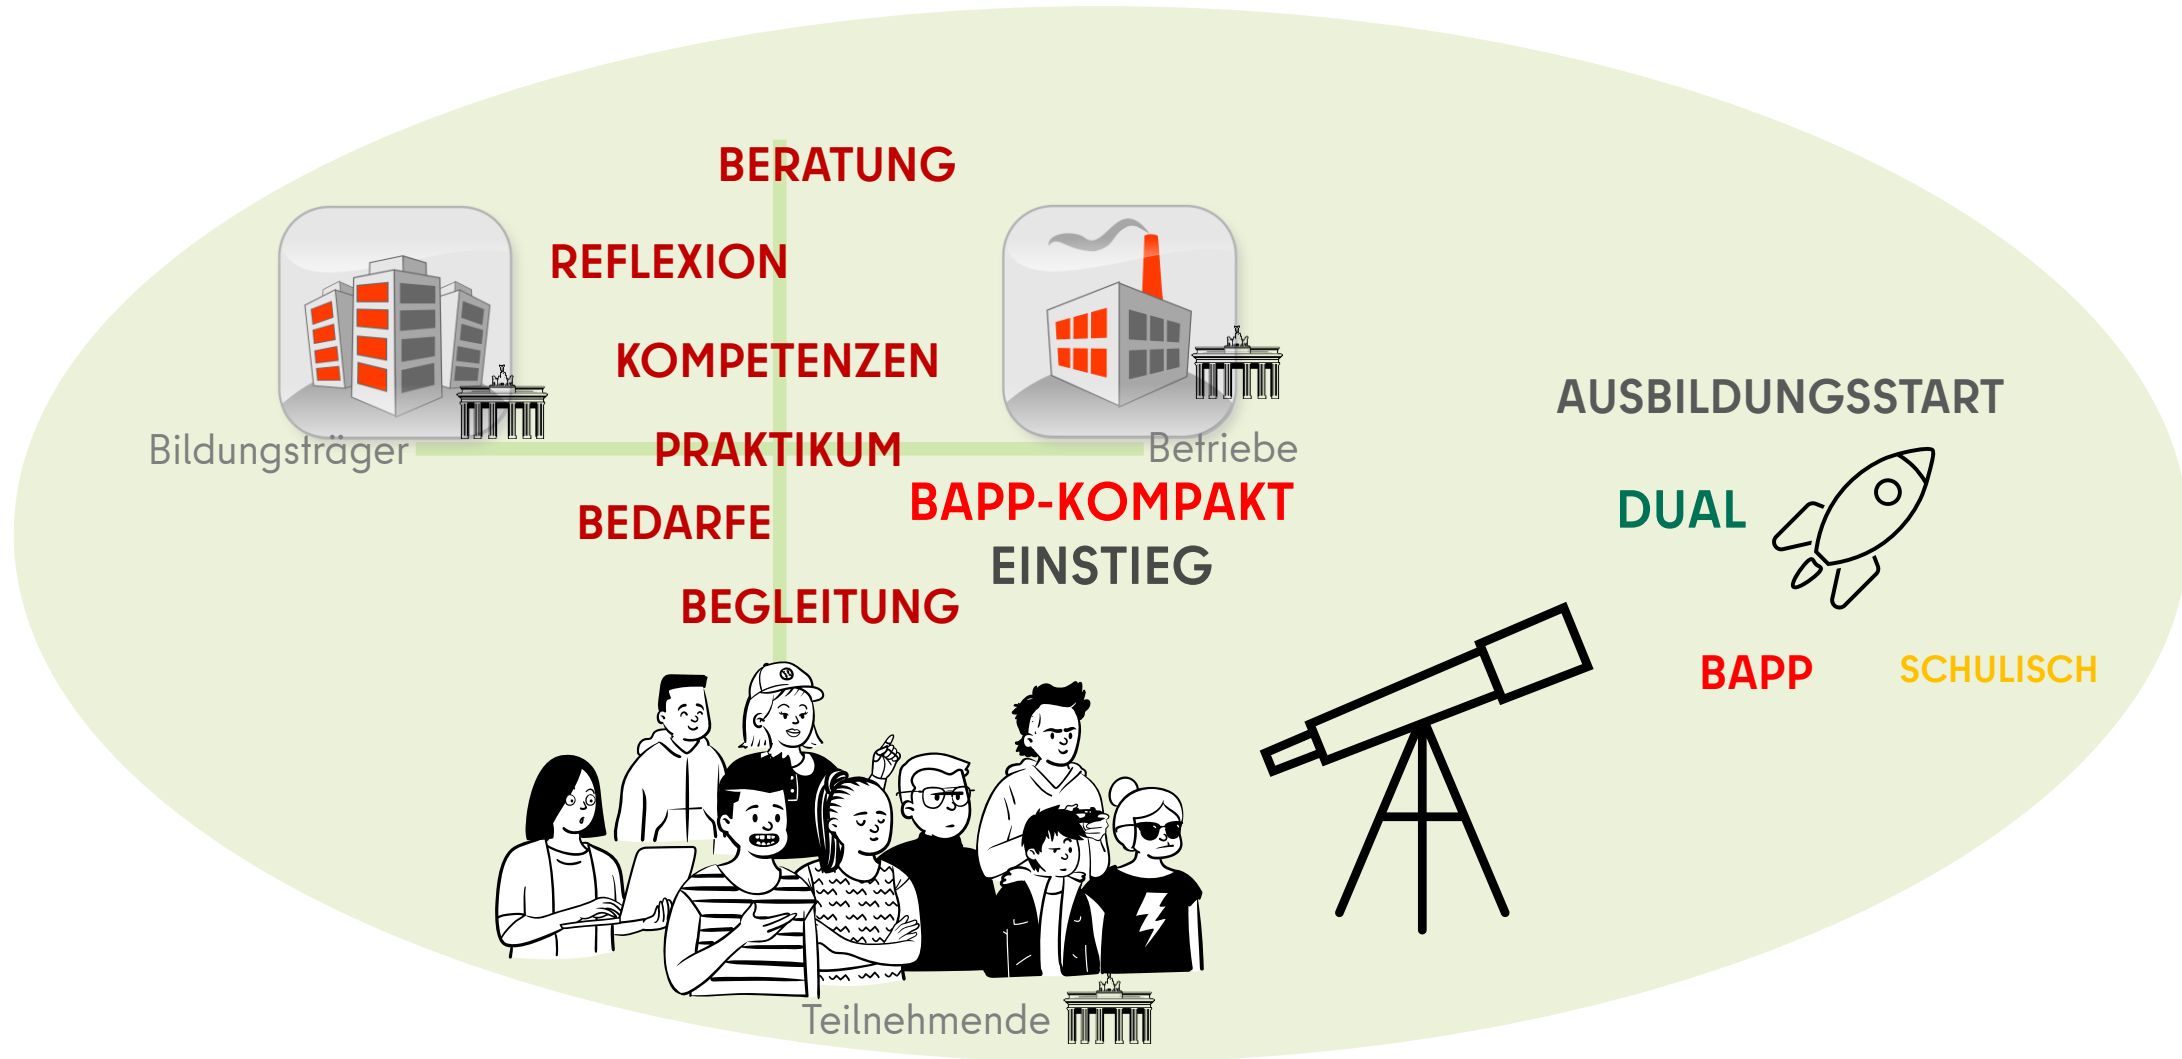 BERATUNG
REFLEXION
KOMPETENZEN
Bildungsträger
PRAKTIKUM
Betriebe
BAPP-KOMPAKT
BEDARFE
EINSTIEG
BEGLEITUNG
AUSBILDUNGSSTART
DUAL
BAPP
SCHULISCH
Teilnehmende